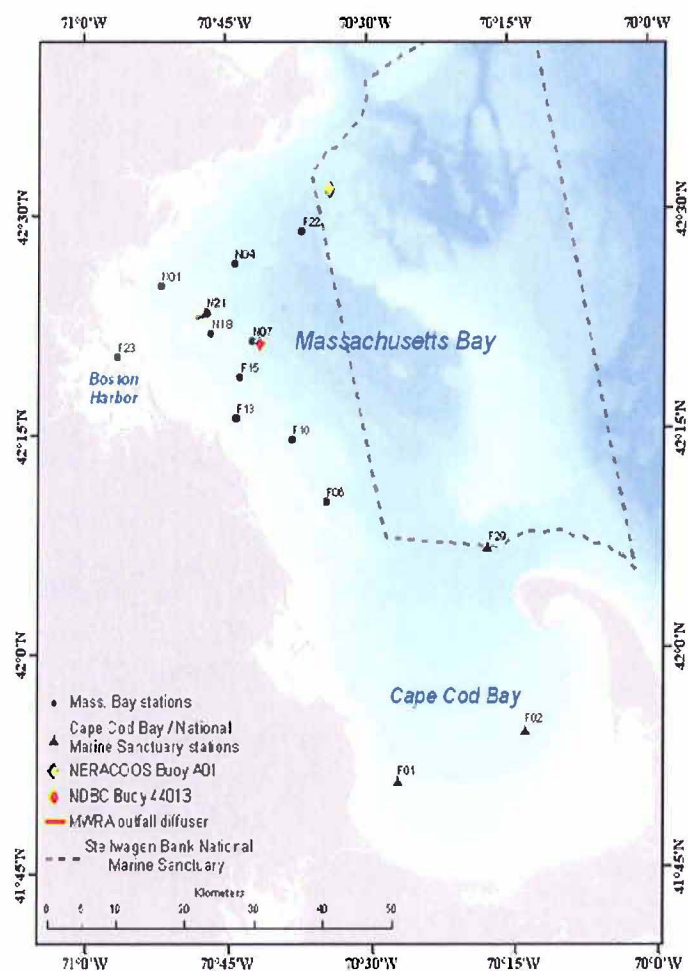 71°0'W 70°45'W 70°30'W 70°15'W 70°0'W
42°30'N 42°30'N
F22
N04
N01
N21
N18
N07
Massachusetts Bay
F23
Boston
Harbor
F15
F13
42°15'N 42°15'N
F10
F06
F29
42°0'N 42°0'N
Cape Cod Bay
F02
F01
Mass. Bay stations
Cape Cod Bay / National
Marine Sanctuary stations
NERACOOS Buoy A01
NDBC Buoy 44013
MWRA outfall diffuser
Stellwagen Bank National
Marine Sanctuary
41°45'N 41°45'N
Kilometers
0 5 10 20 30 40 50
71°0'W 70°45'W 70°30'W 70°15'W 70°0'W